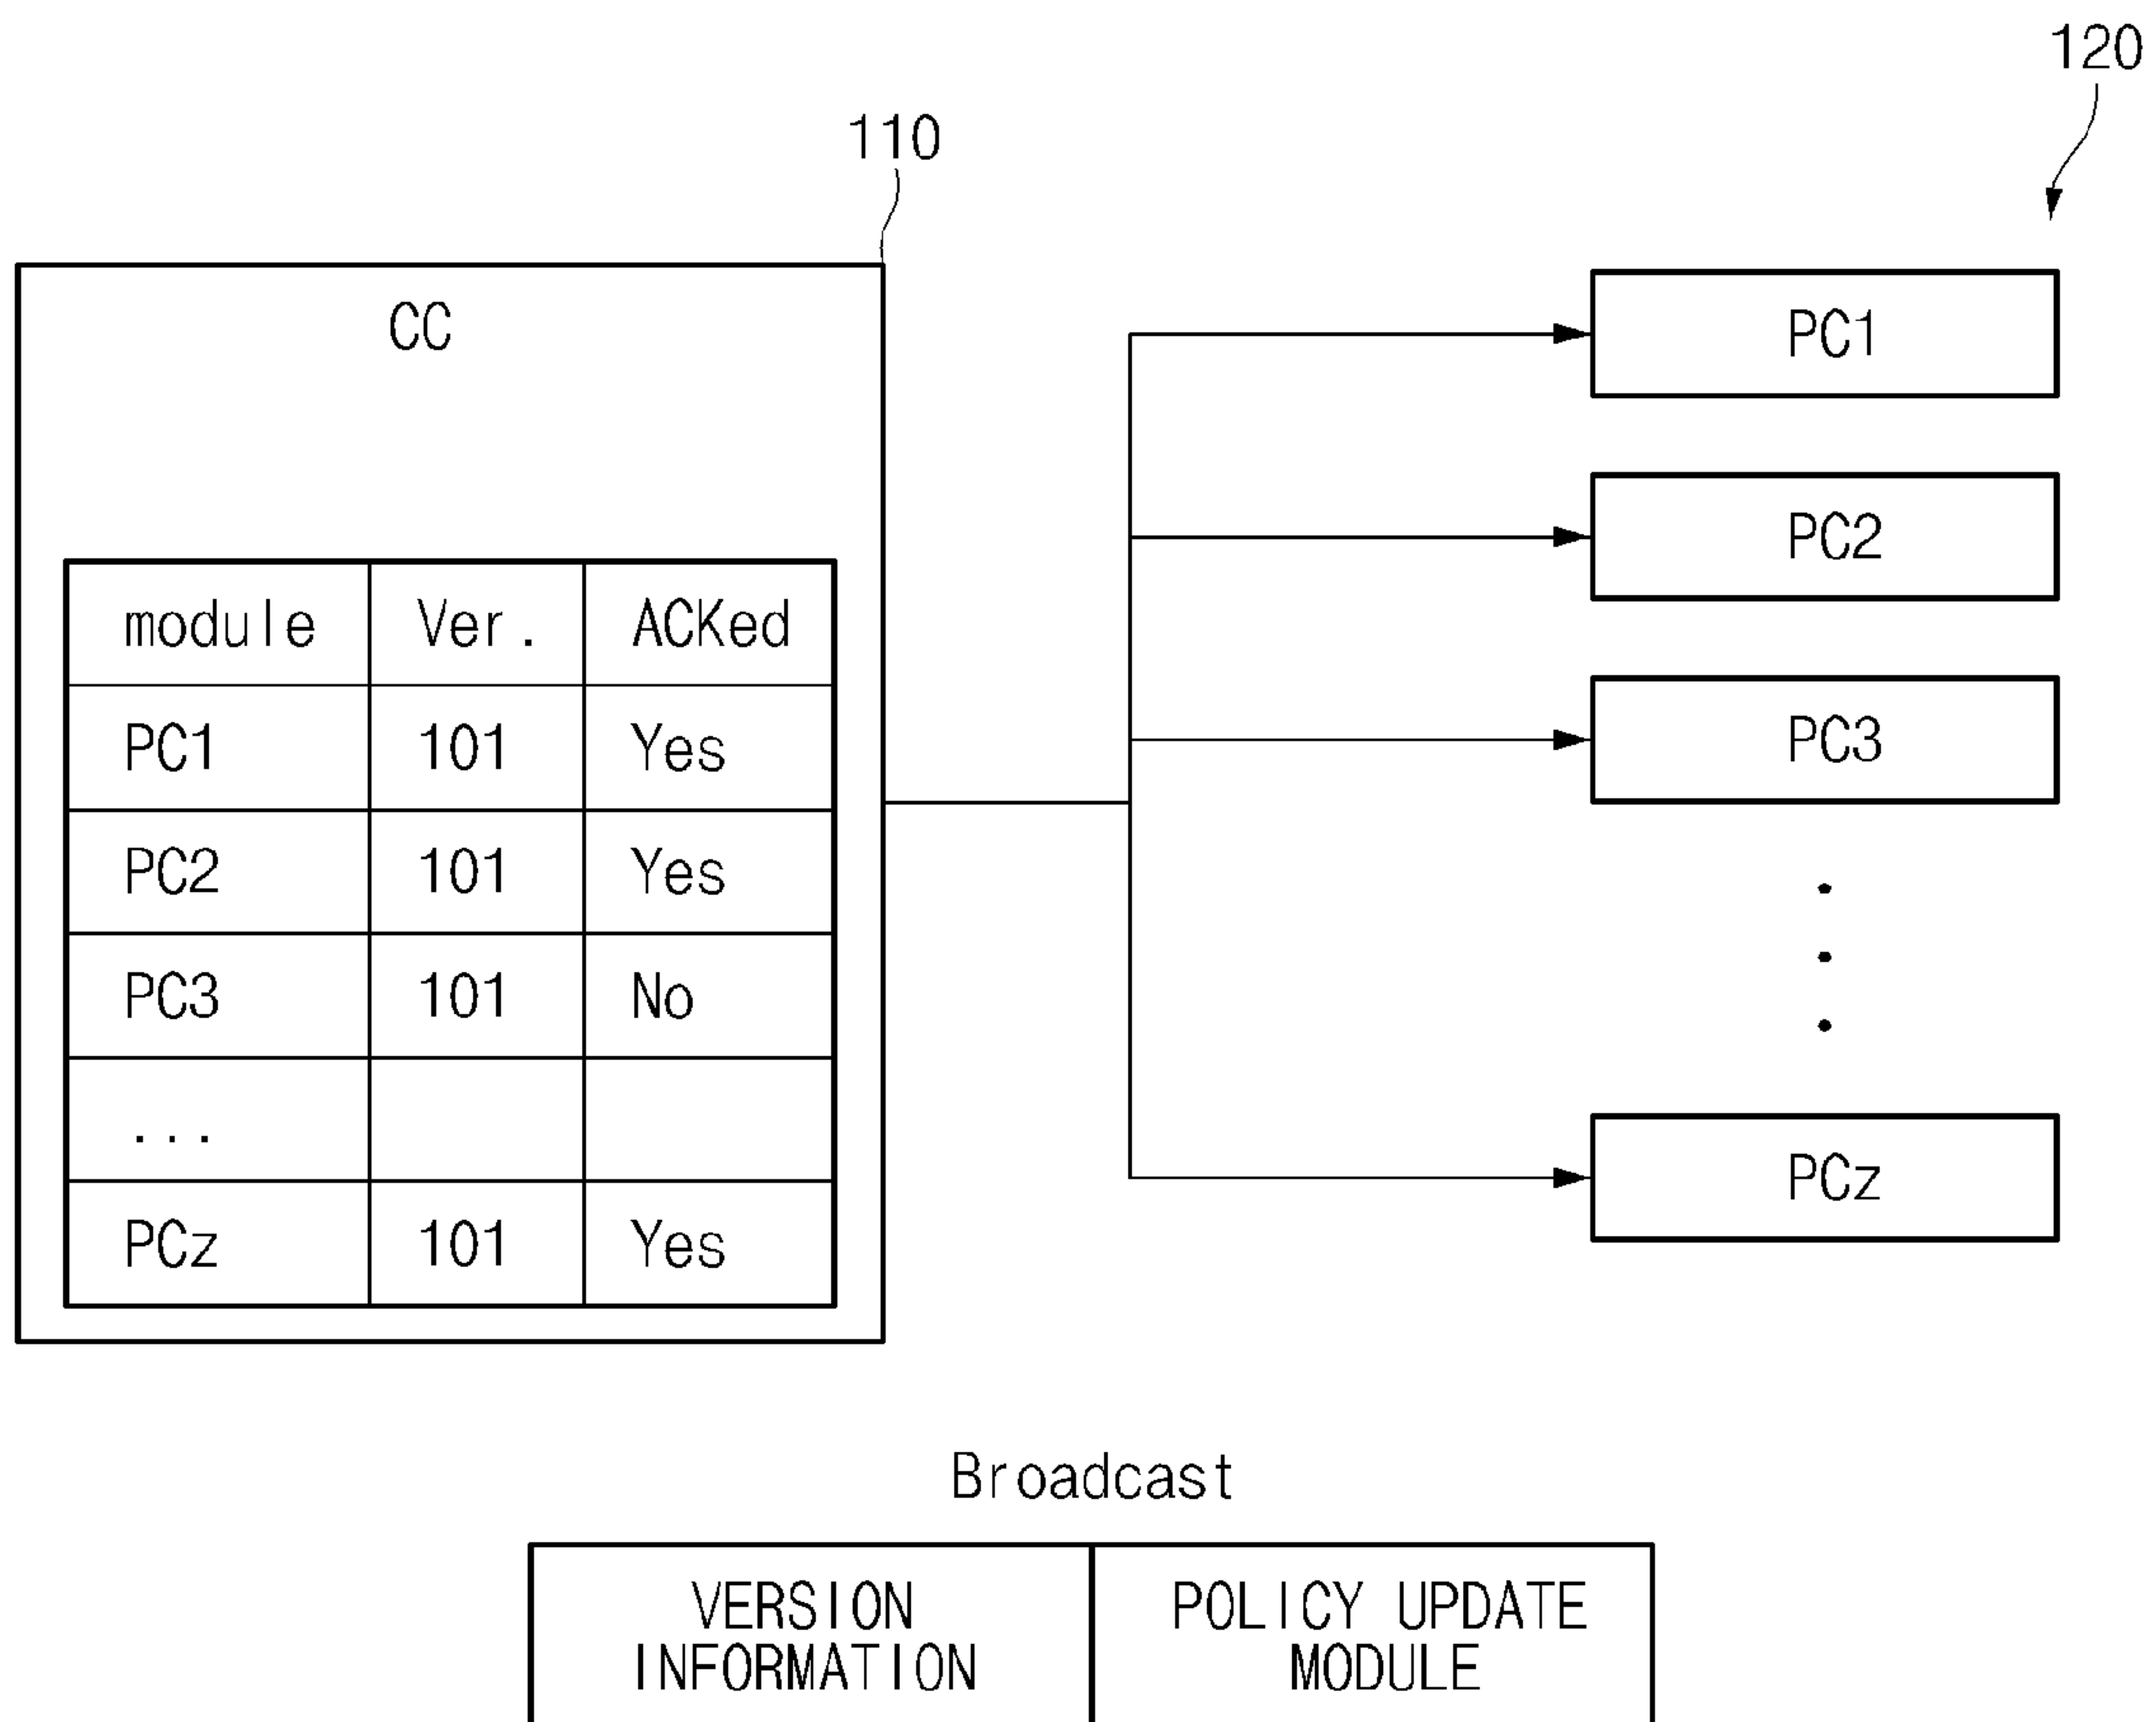 120
110
CC
module Ver. ACKed
PC1 101 Yes
PC2 101 Yes
PC3 101 No
...
PCz 101 Yes
PC1
PC2
PC3
PCz
Broadcast
VERSION INFORMATION
POLICY UPDATE MODULE